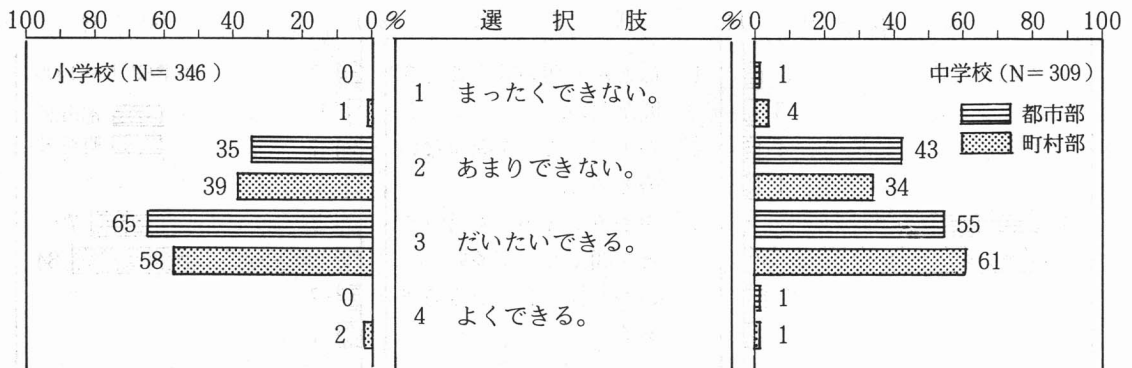 100 80 60 40 20 0 % 選 択 肢 % 0 20 40 60 80 100
小学校(N=346) 0 1 中学校(N=309)
1 1 まったくできない。 4 都市部
35 43 町村部
39 2 あまりできない。 34
65 55
58 3 だいたいできる。 61
0 1
2 4 よくできる。 1